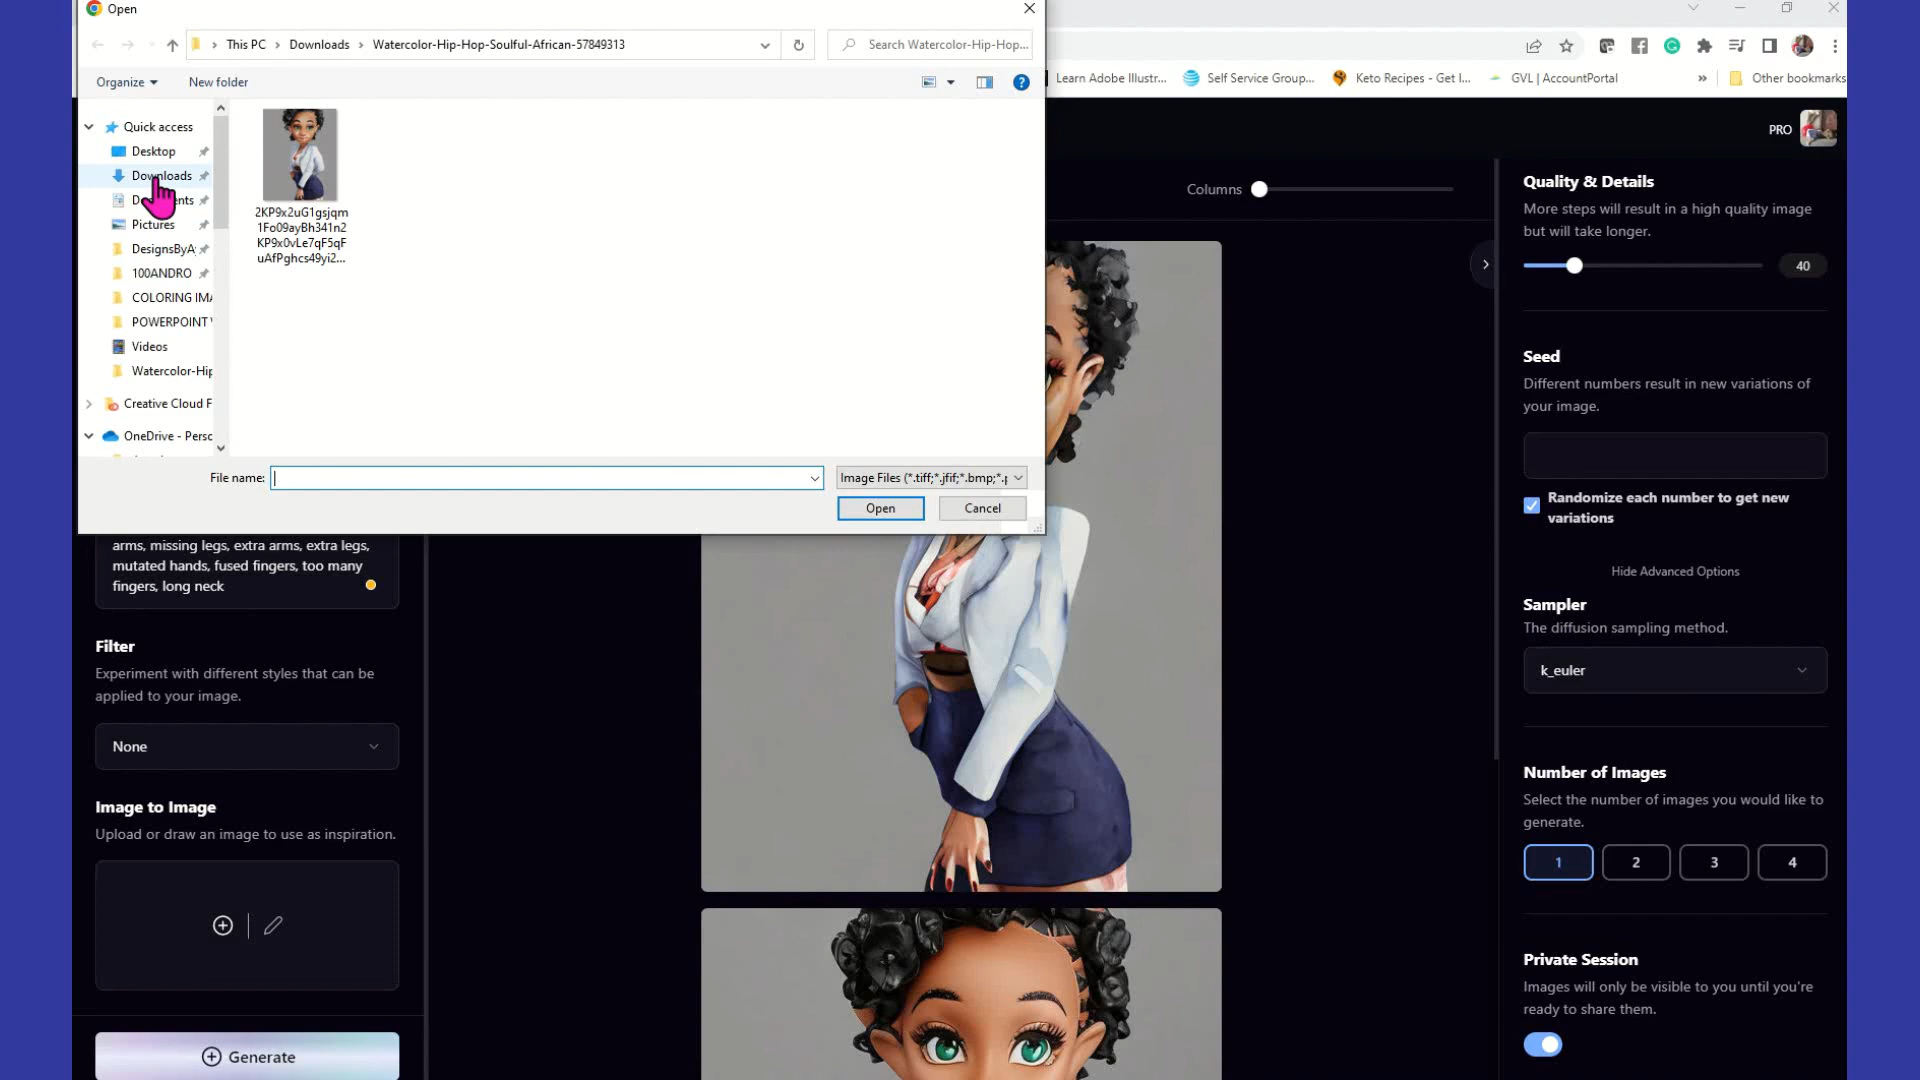 Open
This PC > Downloads > Watercolor-Hip-Hop-Soulful-African-57849313
Search Watercolor-Hip-Hop...
Organize
New folder
Quick access
Desktop
Downloads
Pictures
DesignsByA
100ANDRO
COLORING IMA
POWERPOINT
Videos
Watercolor-Hip
Creative Cloud F
OneDrive - Perso
2KP9x2uG1gsjqm
1Fo09ayBh341n2
KP9x0vLe7qF5qF
uAfPghcs49yi2...
File name:
Image Files (*.tiff;*.jfif;*.bmp;*.p
Open
Cancel
Learn Adobe Illustr...
Self Service Group...
Keto Recipes - Get I...
GVL | AccountPortal
»
Other bookmarks
PRO
Columns
arms, missing legs, extra arms, extra legs,
mutated hands, fused fingers, too many
fingers, long neck
Filter
Experiment with different styles that can be
applied to your image.
None
Image to Image
Upload or draw an image to use as inspiration.
Generate
Quality & Details
More steps will result in a high quality image
but will take longer.
40
Seed
Different numbers result in new variations of
your image.
Randomize each number to get new
variations
Hide Advanced Options
Sampler
The diffusion sampling method.
k_euler
Number of Images
Select the number of images you would like to
generate.
1 2 3 4
Private Session
Images will only be visible to you until you're
ready to share them.